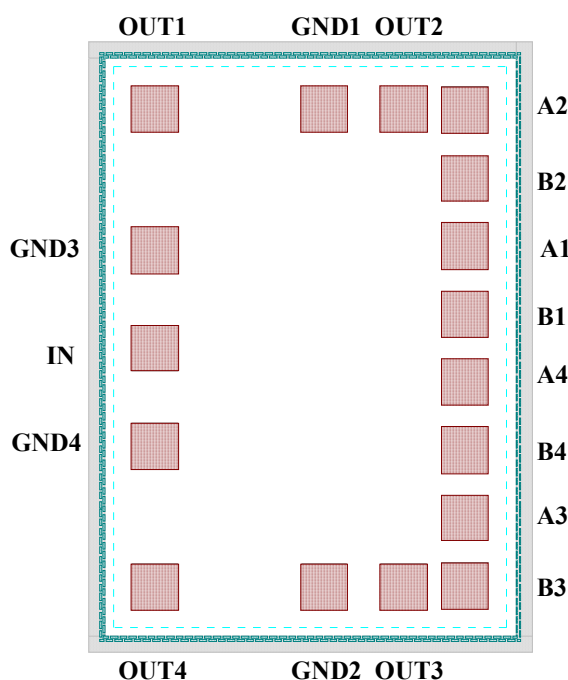 OUT1 GND1 OUT2
A2
B2
GND3 A1
B1
IN
A4
GND4 B4
A3
B3
OUT4 GND2 OUT3